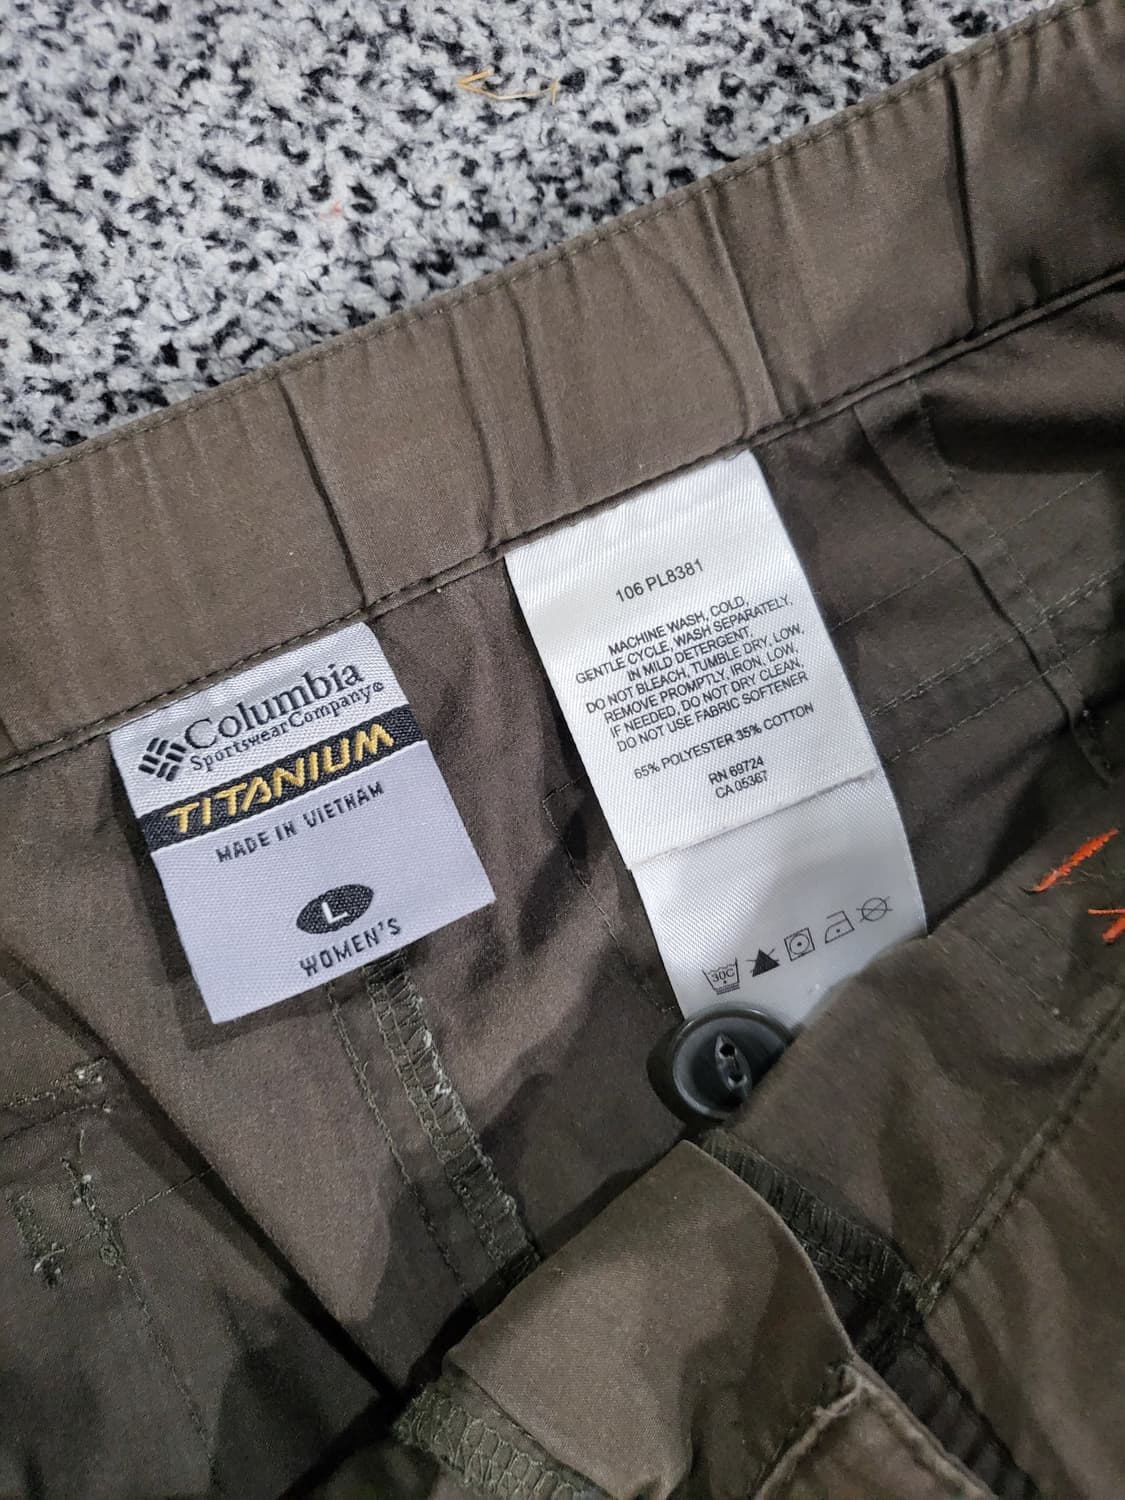 Columbia
Sportswear Company®
TITANIUM
MADE IN VIETNAM
L
WOMEN'S
106 PL8381
MACHINE WASH, COLD,
GENTLE CYCLE, WASH SEPARATELY,
IN MILD DETERGENT,
DO NOT BLEACH, TUMBLE DRY, LOW,
REMOVE PROMPTLY, IRON, LOW,
IF NEEDED, DO NOT DRY CLEAN,
DO NOT USE FABRIC SOFTENER
65% POLYESTER 35% COTTON
RN 69724
CA 05367
30C